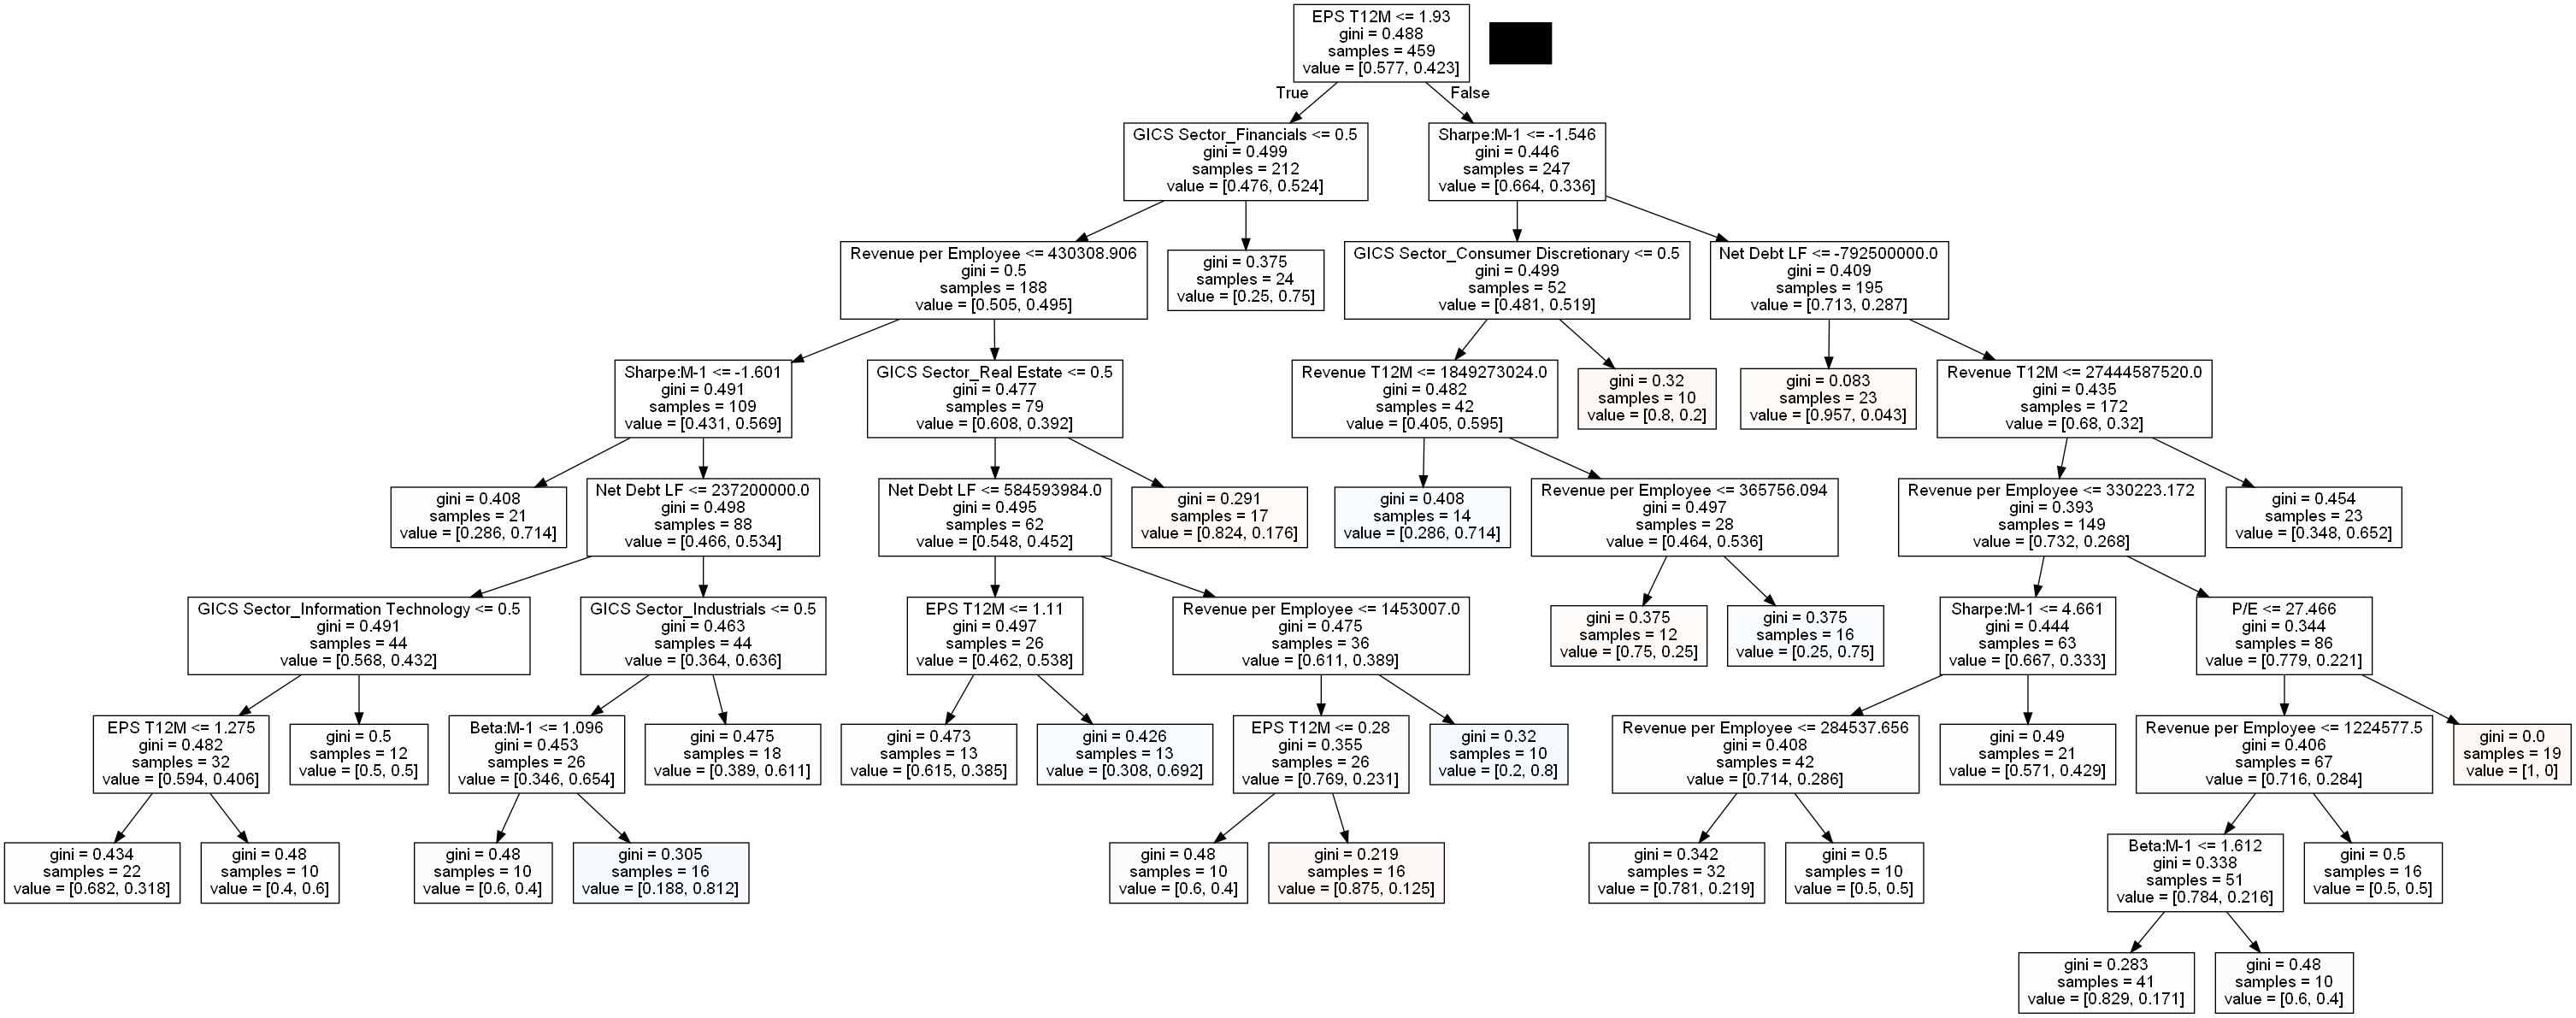 EPS T12M <= 1.93
gini = 0.488
samples = 459
value = [0.577, 0.423]
True
False
GICS Sector_Financials <= 0.5
gini = 0.499
samples = 212
value = [0.476, 0.524]
Sharpe:M-1 <= -1.546
gini = 0.446
samples = 247
value = [0.664, 0.336]
Revenue per Employee <= 430308.906
gini = 0.5
samples = 188
value = [0.505, 0.495]
gini = 0.375
samples = 24
value = [0.25, 0.75]
GICS Sector_Consumer Discretionary <= 0.5
gini = 0.499
samples = 52
value = [0.481, 0.519]
Net Debt LF <= -792500000.0
gini = 0.409
samples = 195
value = [0.713, 0.287]
Sharpe:M-1 <= -1.601
gini = 0.491
samples = 109
value = [0.431, 0.569]
GICS Sector_Real Estate <= 0.5
gini = 0.477
samples = 79
value = [0.608, 0.392]
Revenue T12M <= 1849273024.0
gini = 0.482
samples = 42
value = [0.405, 0.595]
gini = 0.32
samples = 10
value = [0.8, 0.2]
gini = 0.083
samples = 23
value = [0.957, 0.043]
Revenue T12M <= 27444587520.0
gini = 0.435
samples = 172
value = [0.68, 0.32]
gini = 0.408
samples = 21
value = [0.286, 0.714]
Net Debt LF <= 237200000.0
gini = 0.498
samples = 88
value = [0.466, 0.534]
Net Debt LF <= 584593984.0
gini = 0.495
samples = 62
value = [0.548, 0.452]
gini = 0.291
samples = 17
value = [0.824, 0.176]
gini = 0.408
samples = 14
value = [0.286, 0.714]
Revenue per Employee <= 365756.094
gini = 0.497
samples = 28
value = [0.464, 0.536]
Revenue per Employee <= 330223.172
gini = 0.393
samples = 149
value = [0.732, 0.268]
gini = 0.454
samples = 23
value = [0.348, 0.652]
GICS Sector_Information Technology <= 0.5
gini = 0.491
samples = 44
value = [0.568, 0.432]
GICS Sector_Industrials <= 0.5
gini = 0.463
samples = 44
value = [0.364, 0.636]
EPS T12M <= 1.11
gini = 0.497
samples = 26
value = [0.462, 0.538]
Revenue per Employee <= 1453007.0
gini = 0.475
samples = 36
value = [0.611, 0.389]
gini = 0.375
samples = 12
value = [0.75, 0.25]
gini = 0.375
samples = 16
value = [0.25, 0.75]
Sharpe:M-1 <= 4.661
gini = 0.444
samples = 63
value = [0.667, 0.333]
P/E <= 27.466
gini = 0.344
samples = 86
value = [0.779, 0.221]
EPS T12M <= 1.275
gini = 0.482
samples = 32
value = [0.594, 0.406]
gini = 0.5
samples = 12
value = [0.5, 0.5]
Beta:M-1 <= 1.096
gini = 0.453
samples = 26
value = [0.346, 0.654]
gini = 0.475
samples = 18
value = [0.389, 0.611]
gini = 0.473
samples = 13
value = [0.615, 0.385]
gini = 0.426
samples = 13
value = [0.308, 0.692]
EPS T12M <= 0.28
gini = 0.355
samples = 26
value = [0.769, 0.231]
gini = 0.32
samples = 10
value = [0.2, 0.8]
Revenue per Employee <= 284537.656
gini = 0.408
samples = 42
value = [0.714, 0.286]
gini = 0.49
samples = 21
value = [0.571, 0.429]
Revenue per Employee <= 1224577.5
gini = 0.406
samples = 67
value = [0.716, 0.284]
gini = 0.0
samples = 19
value = [1, 0]
gini = 0.434
samples = 22
value = [0.682, 0.318]
gini = 0.48
samples = 10
value = [0.4, 0.6]
gini = 0.48
samples = 10
value = [0.6, 0.4]
gini = 0.305
samples = 16
value = [0.188, 0.812]
gini = 0.48
samples = 10
value = [0.6, 0.4]
gini = 0.219
samples = 16
value = [0.875, 0.125]
gini = 0.342
samples = 32
value = [0.781, 0.219]
gini = 0.5
samples = 10
value = [0.5, 0.5]
Beta:M-1 <= 1.612
gini = 0.338
samples = 51
value = [0.784, 0.216]
gini = 0.5
samples = 16
value = [0.5, 0.5]
gini = 0.283
samples = 41
value = [0.829, 0.171]
gini = 0.48
samples = 10
value = [0.6, 0.4]